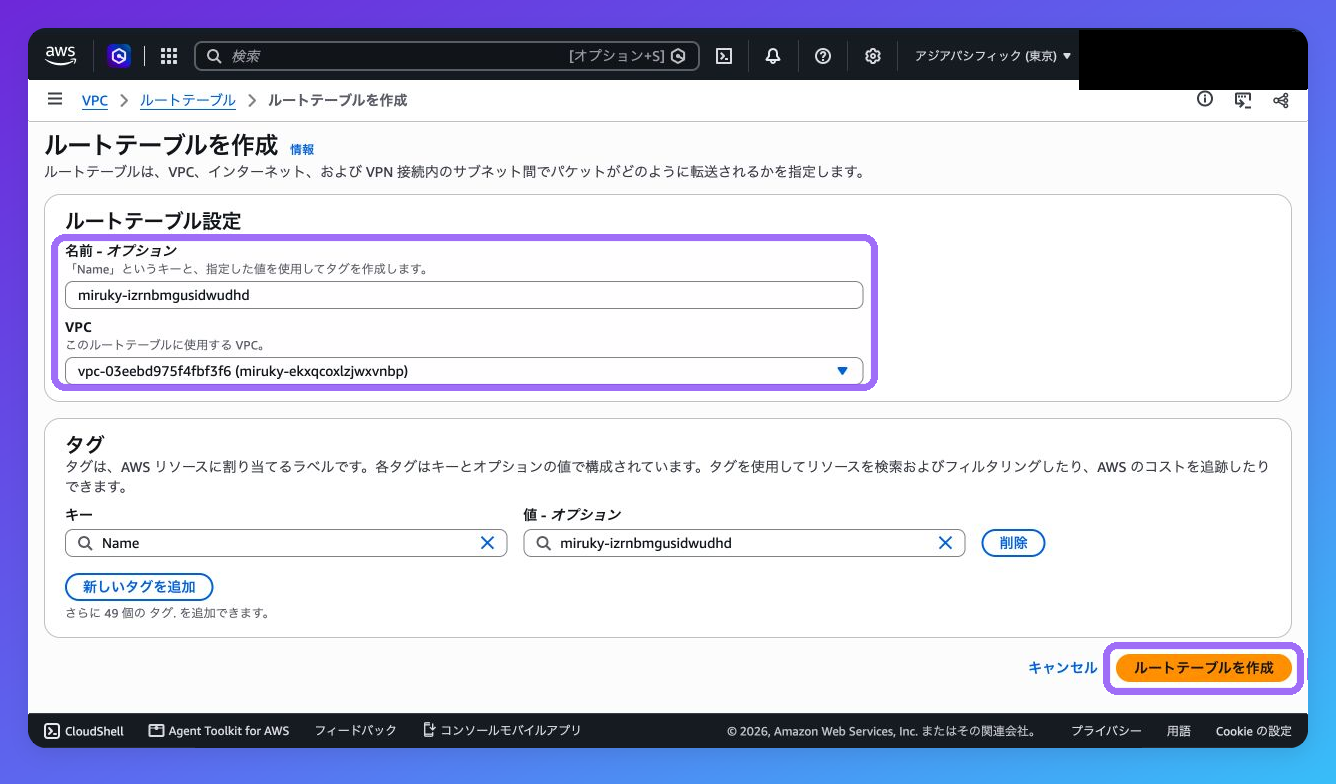 aws
検索 [オプション+S] アジアパシフィック (東京)
VPC ルートテーブル ルートテーブルを作成
ルートテーブルを作成 情報
ルートテーブルは、VPC、インターネット、および VPN 接続内のサブネット間でパケットがどのように転送されるかを指定します。
ルートテーブル設定
名前 - オプション
「Name」というキーと、指定した値を使用してタグを作成します。
miruky-izrnbmgusidwudhd
VPC
このルートテーブルに使用する VPC。
vpc-03eebd975f4fbf3f6 (miruky-ekxqcoxlzjwxvnbp)
タグ
タグは、AWS リソースに割り当てるラベルです。各タグはキーとオプションの値で構成されています。タグを使用してリソースを検索およびフィルタリングしたり、AWS のコストを追跡したり
できます。
キー 値 - オプション
Name miruky-izrnbmgusidwudhd 削除
新しいタグを追加
さらに 49 個の タグ. を追加できます。
キャンセル ルートテーブルを作成
CloudShell Agent Toolkit for AWS フィードバック コンソールモバイルアプリ © 2026, Amazon Web Services, Inc. またはその関連会社。 プライバシー 用語 Cookie の設定